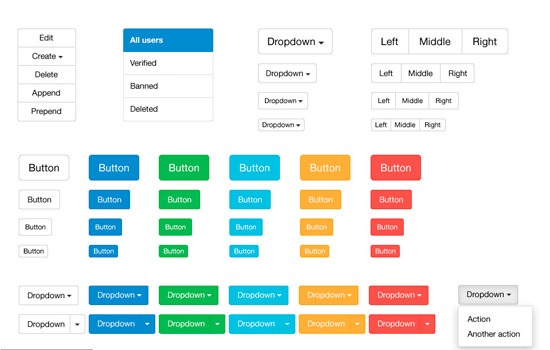 Edit
Create
Delete
Append
Prepend
All users
Verified
Banned
Deleted
Dropdown
Dropdown
Dropdown
Dropdown
Left Middle Right
Left Middle Right
Left Middle Right
Left Middle Right
Button Button Button Button Button Button
Button Button Button Button Button Button
Button Button Button Button Button Button
Button Button Button Button Button Button
Dropdown Dropdown Dropdown Dropdown Dropdown Dropdown
Dropdown Dropdown Dropdown Dropdown Dropdown Dropdown
Dropdown
Action
Another action